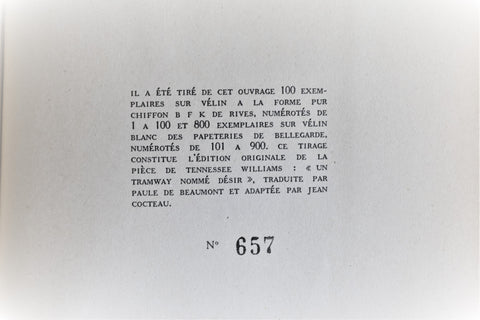 IL A ÉTÉ TIRÉ DE CET OUVRAGE 100 EXEM-
PLAIRES SUR VÉLIN A LA FORME PUR
CHIFFON B F K DE RIVES, NUMÉROTÉS DE
1 A 100 ET 800 EXEMPLAIRES SUR VÉLIN
BLANC DES PAPETERIES DE BELLEGARDE,
NUMÉROTÉS DE 101 A 900. CE TIRAGE
CONSTITUE L'ÉDITION ORIGINALE DE LA
PIÈCE DE TENNESSEE WILLIAMS : « UN
TRAMWAY NOMMÉ DÉSIR », TRADUITE PAR
PAULE DE BEAUMONT ET ADAPTÉE PAR JEAN
COCTEAU.
N° 657